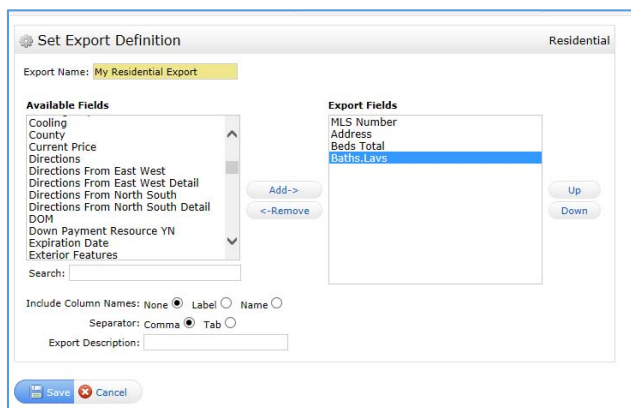 Set Export Definition
Residential
Export Name: My Residential Export
Available Fields
Cooling
County
Current Price
Directions
Directions From East West
Directions From East West Detail
Directions From North South
Directions From North South Detail
DOM
Down Payment Resource YN
Expiration Date
Exterior Features
Search:
Add->
<-Remove
Export Fields
MLS Number
Address
Beds Total
Baths.Lavs
Up
Down
Include Column Names: None Label Name
Separator: Comma Tab
Export Description:
Save Cancel